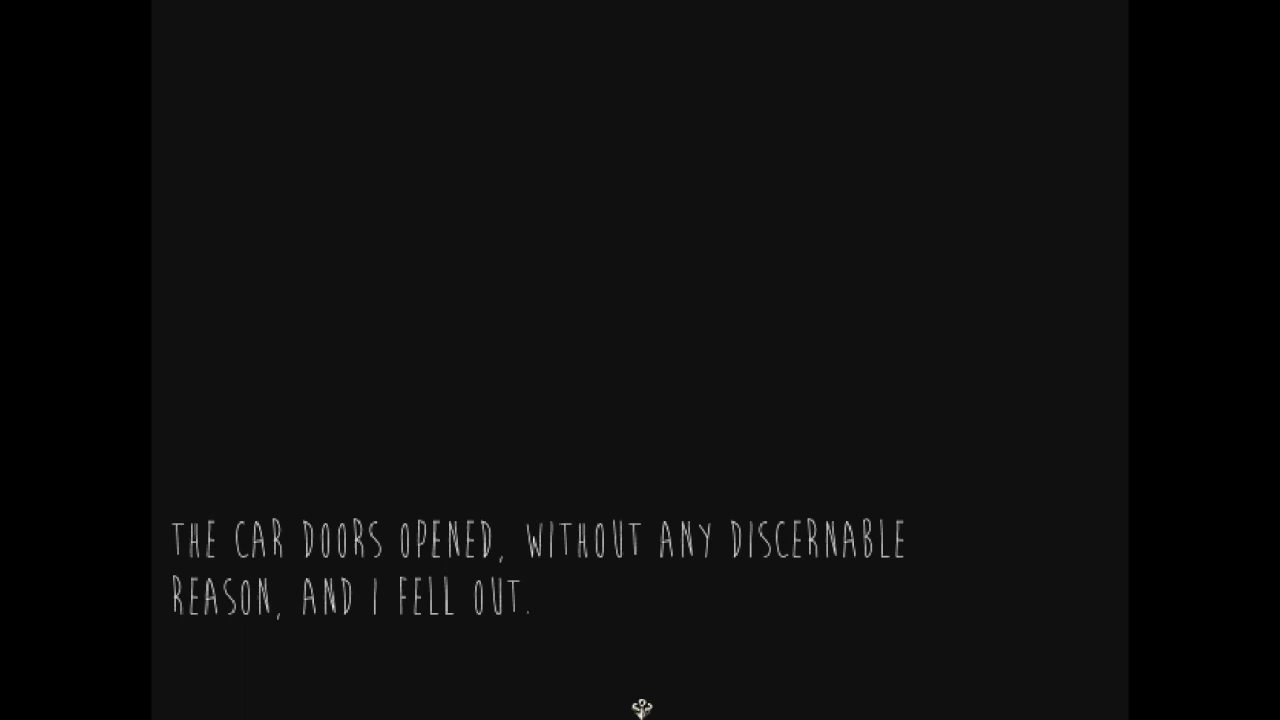 THE CAR DOORS OPENED, WITHOUT ANY DISCERNABLE
REASON, AND I FELL OUT.